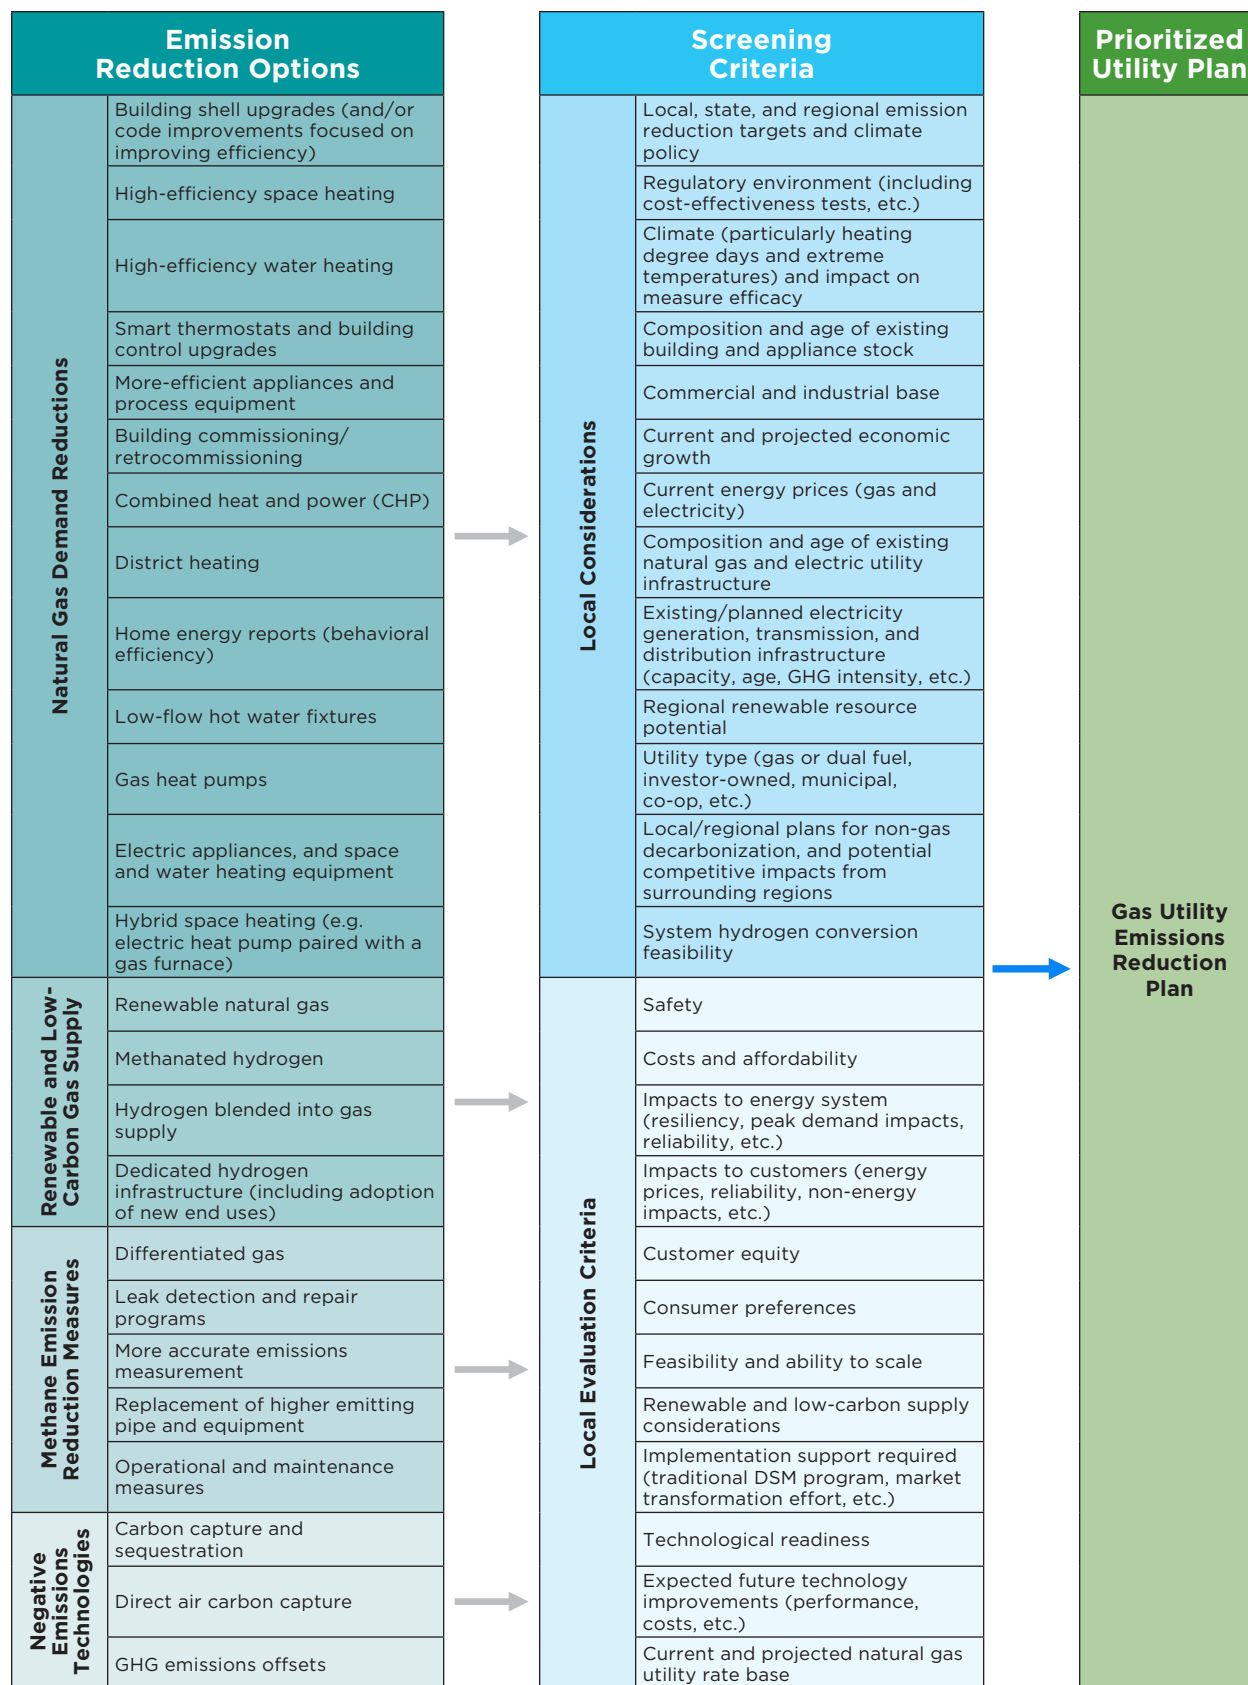 Emission
Reduction Options
Natural Gas Demand Reductions
Building shell upgrades (and/or
code improvements focused on
improving efficiency)
High-efficiency space heating
High-efficiency water heating
Smart thermostats and building
control upgrades
More-efficient appliances and
process equipment
Building commissioning/
retrocommissioning
Combined heat and power (CHP)
District heating
Home energy reports (behavioral
efficiency)
Low-flow hot water fixtures
Gas heat pumps
Electric appliances, and space
and water heating equipment
Hybrid space heating (e.g.
electric heat pump paired with a
gas furnace)
Renewable and Low-
Carbon Gas Supply
Renewable natural gas
Methanated hydrogen
Hydrogen blended into gas
supply
Dedicated hydrogen
infrastructure (including adoption
of new end uses)
Methane Emission
Reduction Measures
Differentiated gas
Leak detection and repair
programs
More accurate emissions
measurement
Replacement of higher emitting
pipe and equipment
Operational and maintenance
measures
Negative
Emissions
Technologies
Carbon capture and
sequestration
Direct air carbon capture
GHG emissions offsets
Screening
Criteria
Local Considerations
Local, state, and regional emission
reduction targets and climate
policy
Regulatory environment (including
cost-effectiveness tests, etc.)
Climate (particularly heating
degree days and extreme
temperatures) and impact on
measure efficacy
Composition and age of existing
building and appliance stock
Commercial and industrial base
Current and projected economic
growth
Current energy prices (gas and
electricity)
Composition and age of existing
natural gas and electric utility
infrastructure
Existing/planned electricity
generation, transmission, and
distribution infrastructure
(capacity, age, GHG intensity, etc.)
Regional renewable resource
potential
Utility type (gas or dual fuel,
investor-owned, municipal,
co-op, etc.)
Local/regional plans for non-gas
decarbonization, and potential
competitive impacts from
surrounding regions
System hydrogen conversion
feasibility
Local Evaluation Criteria
Safety
Costs and affordability
Impacts to energy system
(resiliency, peak demand impacts,
reliability, etc.)
Impacts to customers (energy
prices, reliability, non-energy
impacts, etc.)
Customer equity
Consumer preferences
Feasibility and ability to scale
Renewable and low-carbon supply
considerations
Implementation support required
(traditional DSM program, market
transformation effort, etc.)
Technological readiness
Expected future technology
improvements (performance,
costs, etc.)
Current and projected natural gas
utility rate base
Prioritized
Utility Plan
Gas Utility
Emissions
Reduction
Plan